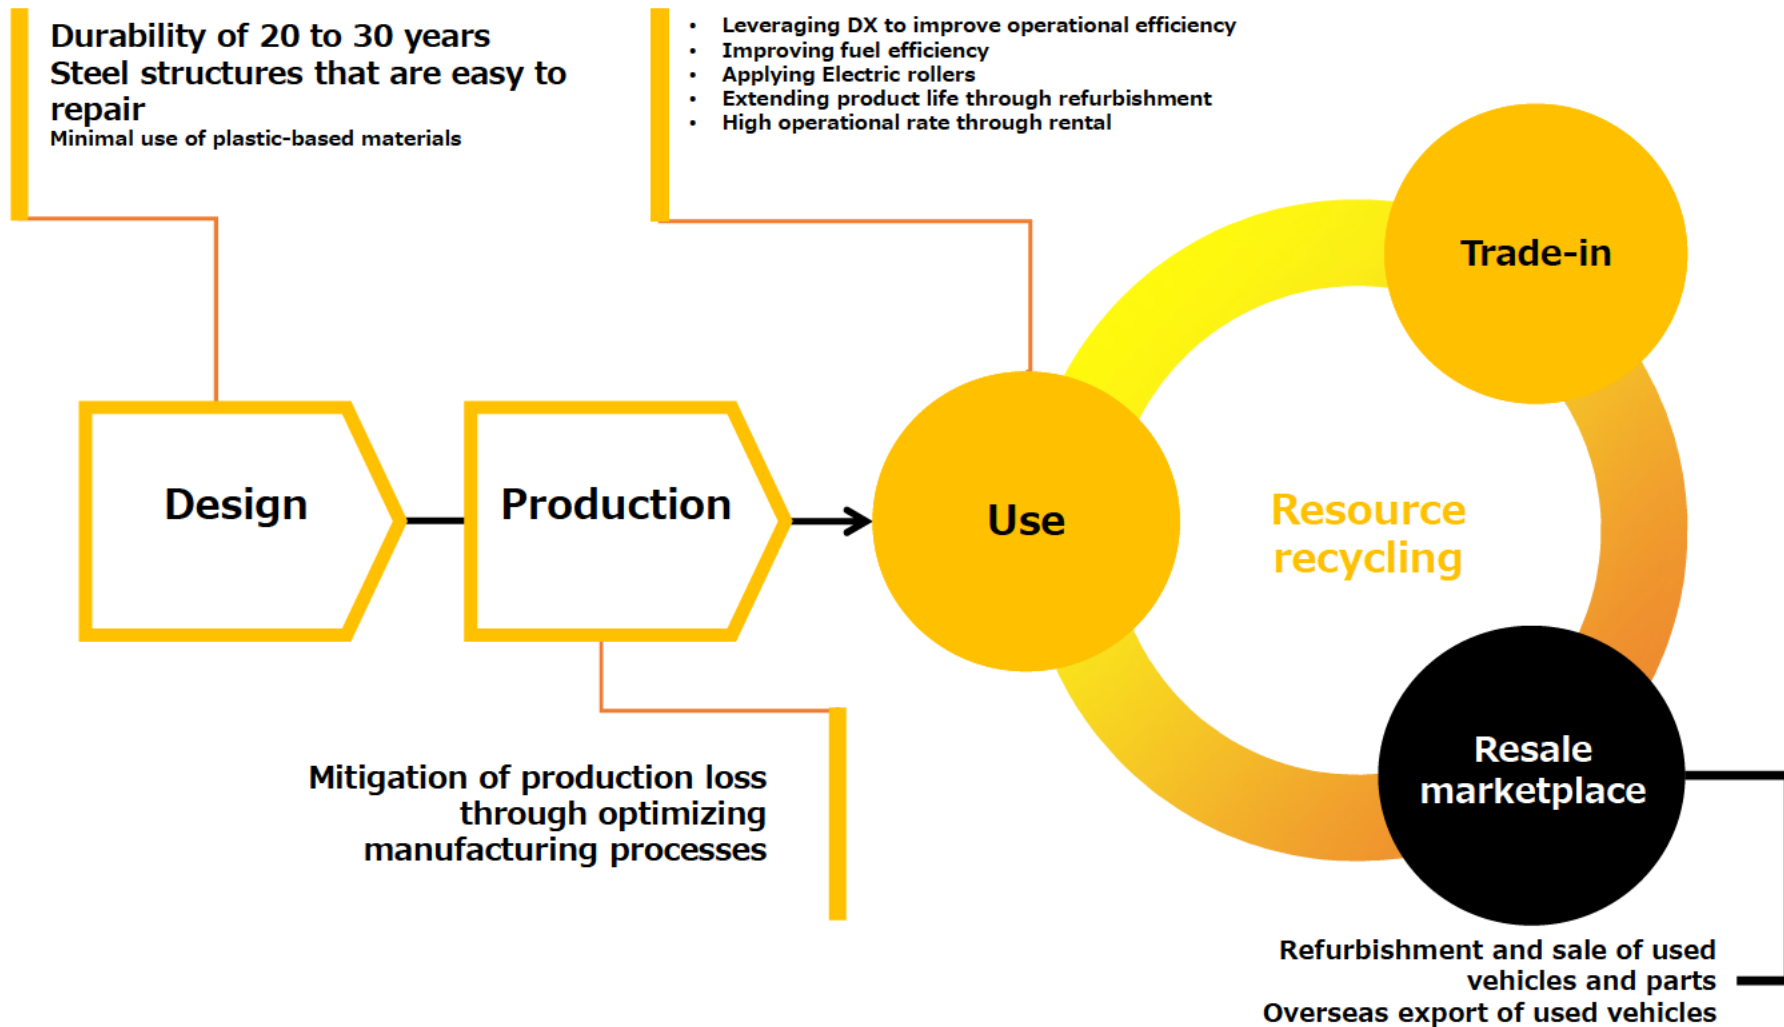 Durability of 20 to 30 years
Steel structures that are easy to
repair
Minimal use of plastic-based materials
• Leveraging DX to improve operational efficiency
• Improving fuel efficiency
• Applying Electric rollers
• Extending product life through refurbishment
• High operational rate through rental
Trade-in
Design
Production
Use
Resource
recycling
Mitigation of production loss
through optimizing
manufacturing processes
Resale
marketplace
Refurbishment and sale of used
vehicles and parts
Overseas export of used vehicles